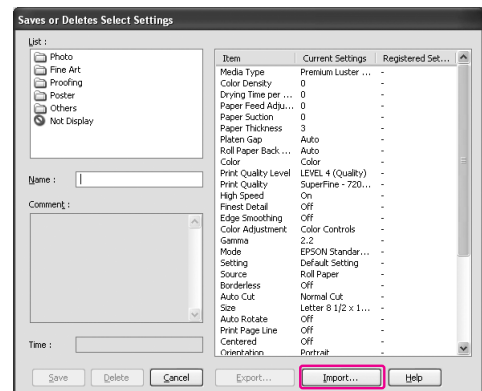 Saves or Deletes Select Settings
List :
Photo
Fine Art
Proofing
Poster
Others
Not Display
Name :
Comment :
Time :
Item Current Settings Registered Set...
Media Type Premium Luster ... -
Color Density 0 -
Drying Time per ... 0 -
Paper Feed Adju... 0 -
Paper Suction 0 -
Paper Thickness 3 -
Platen Gap Auto -
Roll Paper Back ... Auto -
Color Color -
Print Quality Level LEVEL 4 (Quality) -
Print Quality SuperFine - 720... -
High Speed On -
Finest Detail Off -
Edge Smoothing Off -
Color Adjustment Color Controls -
Gamma 2.2 -
Mode EPSON Standar... -
Setting Default Setting -
Source Roll Paper -
Borderless Off -
Auto Cut Normal Cut -
Size Letter 8 1/2 x 1... -
Auto Rotate Off -
Print Page Line Off -
Centered Off -
Orientation Portrait -
Save Delete Cancel Export... Import... Help